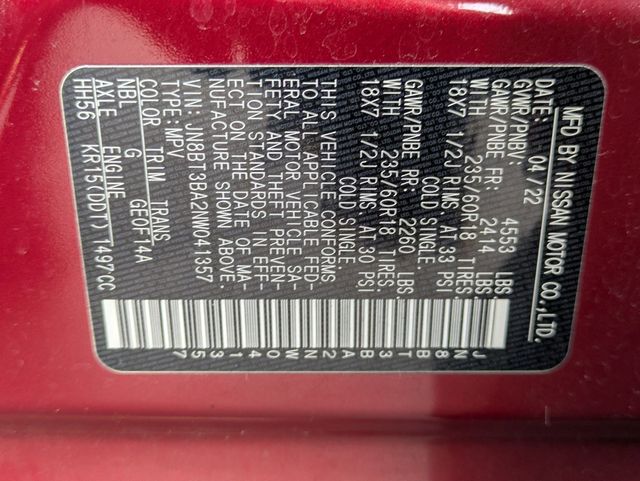 MFD BY NISSAN MOTOR CO.,LTD.
DATE: 04/22
GVWR/PNBV: 4553 LBS.
GAWR/PNBE FR: 2414 LBS
WITH 235/60R18 TIRES
18X7 1/2J RIMS, AT 33 PSI
COLD SINGLE.
GAWR/PNBE RR: 2260 LBS
WITH 235/60R18 TIRES
18X7 1/2J RIMS, AT 30 PSI
COLD SINGLE.
THIS VEHICLE CONFORMS
TO ALL APPLICABLE FED-
ERAL MOTOR VEHICLE SA-
FETY AND THEFT PREVEN-
TION STANDARDS IN EFF-
ECT ON THE DATE OF MA-
NUFACTURE SHOWN ABOVE.
VIN: JN8BT3BA2NW041357
TYPE: MPV
COLOR TRIM TRANS
NBL G GE0F14A
AXLE ENGINE
HH56 KR15(DDT) 1497CC
JN8BT3BA2NW041357